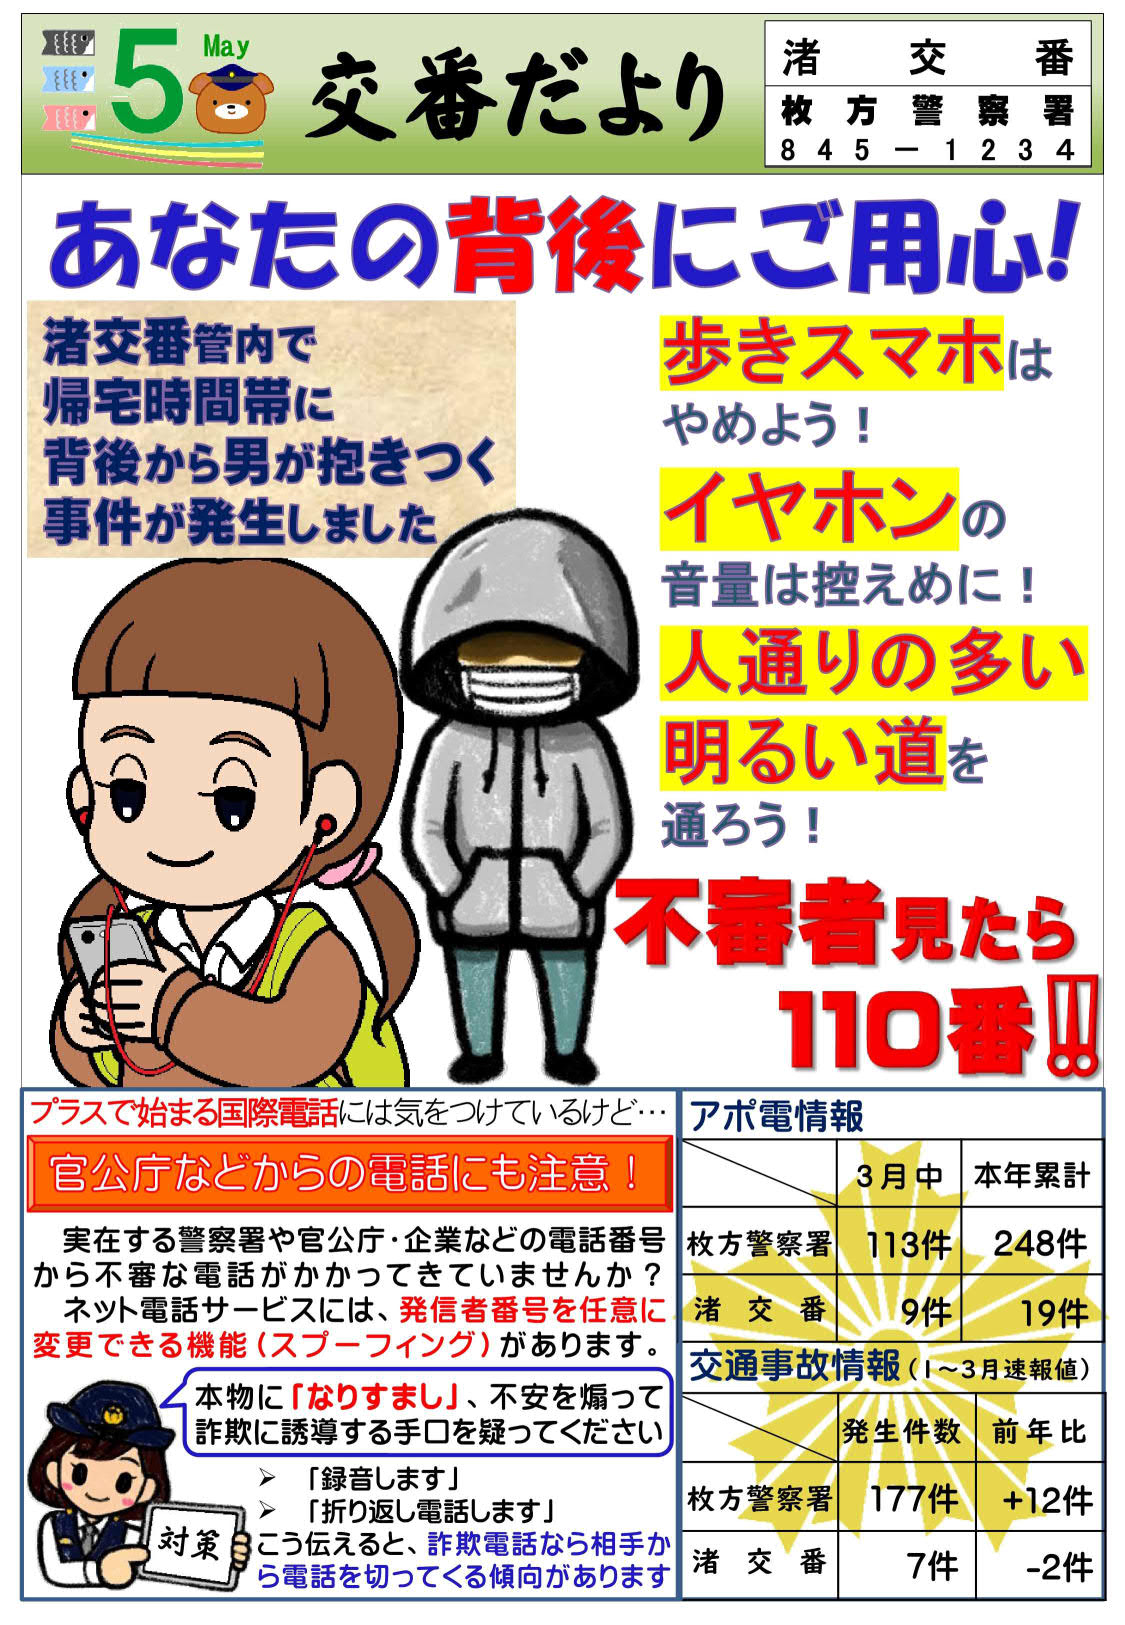 5 May
交番だより
渚交番
枚方警察署
845－1234
あなたの背後にご用心!
渚交番管内で
帰宅時間帯に
背後から男が抱きつく
事件が発生しました
歩きスマホは
やめよう！
イヤホンの
音量は控えめに！
人通りの多い
明るい道を
通ろう！
不審者見たら
110番!!
プラスで始まる国際電話には気をつけているけど…
官公庁などからの電話にも注意！
実在する警察署や官公庁・企業などの電話番号
から不審な電話がかかってきていませんか？
ネット電話サービスには、発信者番号を任意に
変更できる機能（スプーフィング）があります。
本物に「なりすまし」、不安を煽って
詐欺に誘導する手口を疑ってください
➢ 「録音します」
➢ 「折り返し電話します」
こう伝えると、詐欺電話なら相手か
ら電話を切ってくる傾向があります
対策
アポ電情報
3月中 本年累計
枚方警察署 113件 248件
渚交番 9件 19件
交通事故情報（1～3月速報値）
発生件数 前年比
枚方警察署 177件 +12件
渚交番 7件 -2件